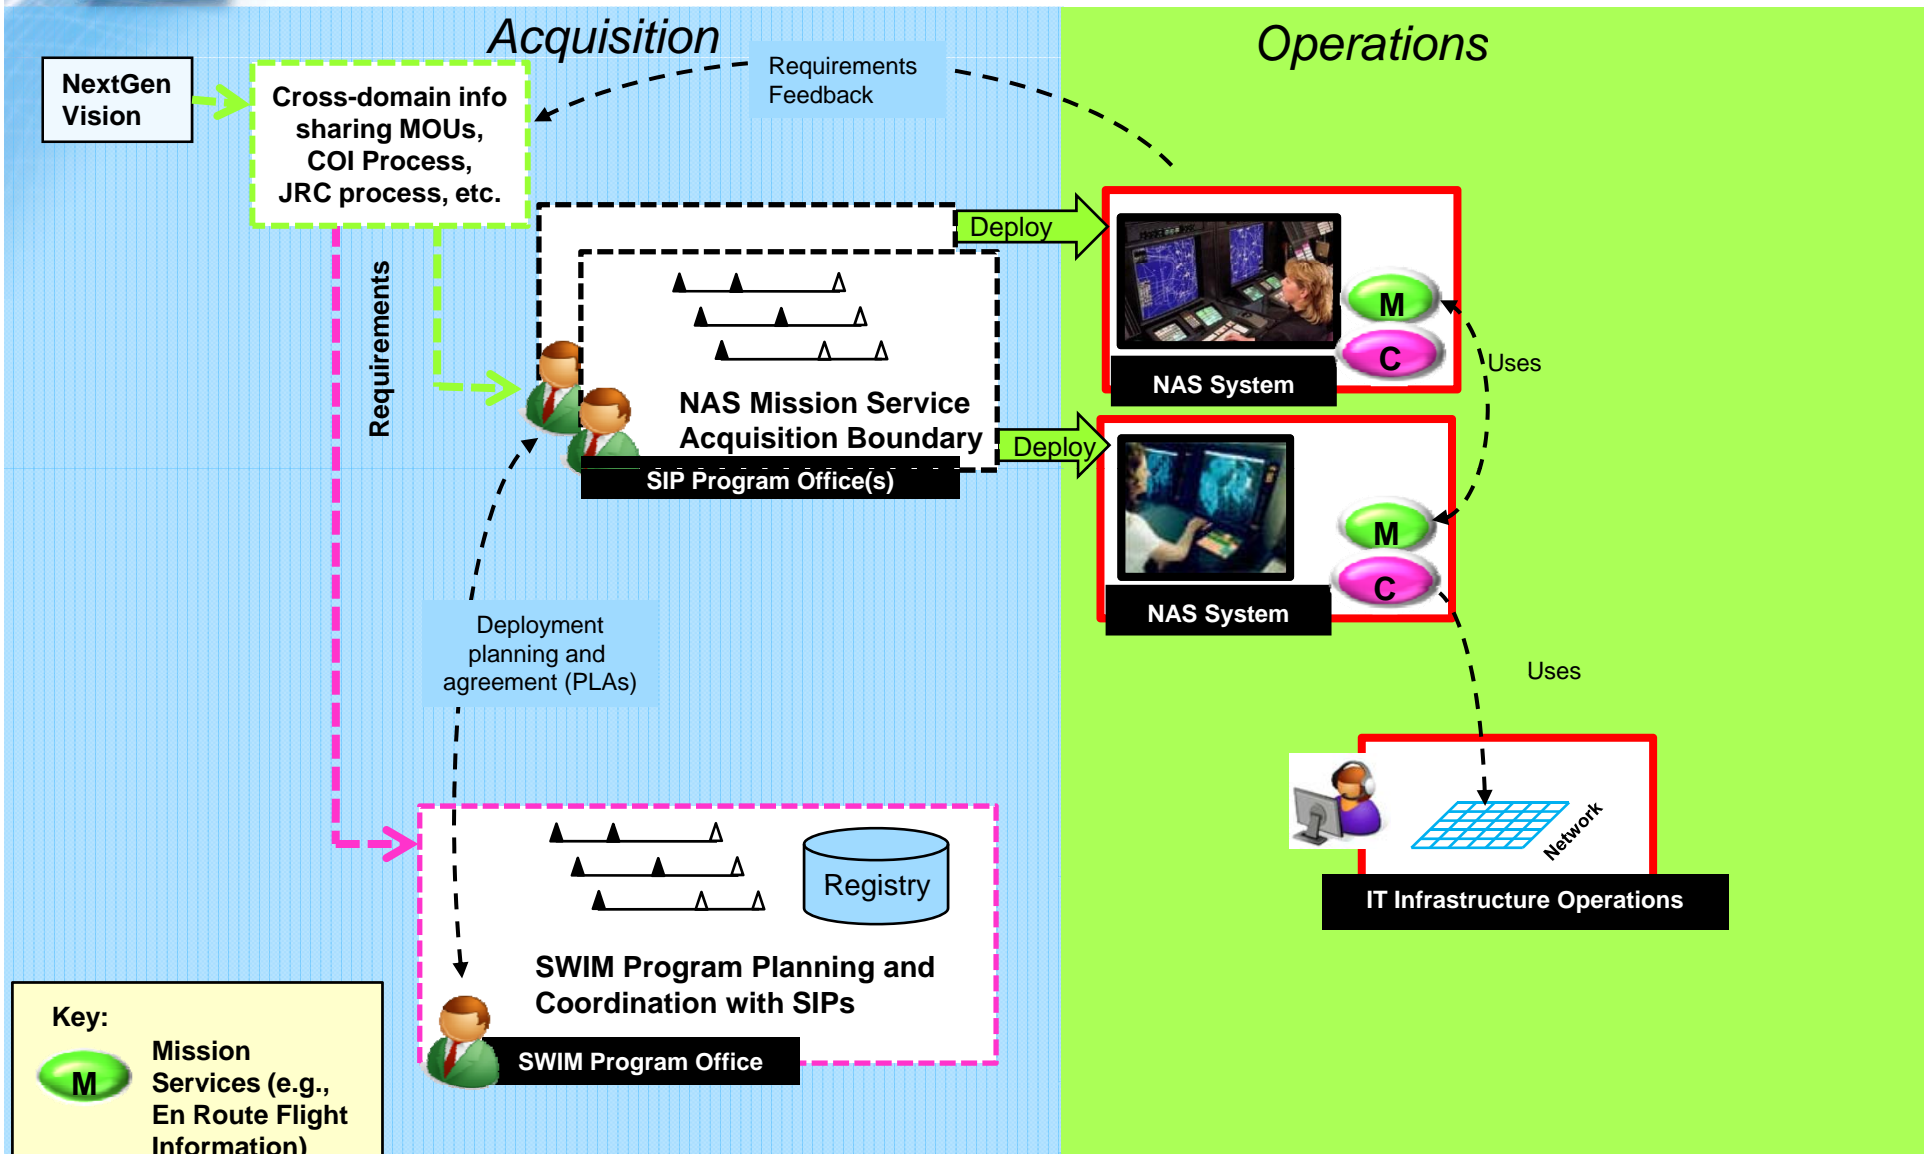 Acquisition
Operations
NextGen
Vision
Cross-domain info
sharing MOUs,
COI Process,
JRC process, etc.
Requirements
Feedback
Requirements
Deploy
NAS Mission Service
Acquisition Boundary
SIP Program Office(s)
Deploy
M
C
NAS System
Uses
M
C
NAS System
Deployment
planning and
agreement (PLAs)
Uses
Network
IT Infrastructure Operations
Registry
SWIM Program Planning and
Coordination with SIPs
SWIM Program Office
Key:
M
Mission
Services (e.g.,
En Route Flight
Information)